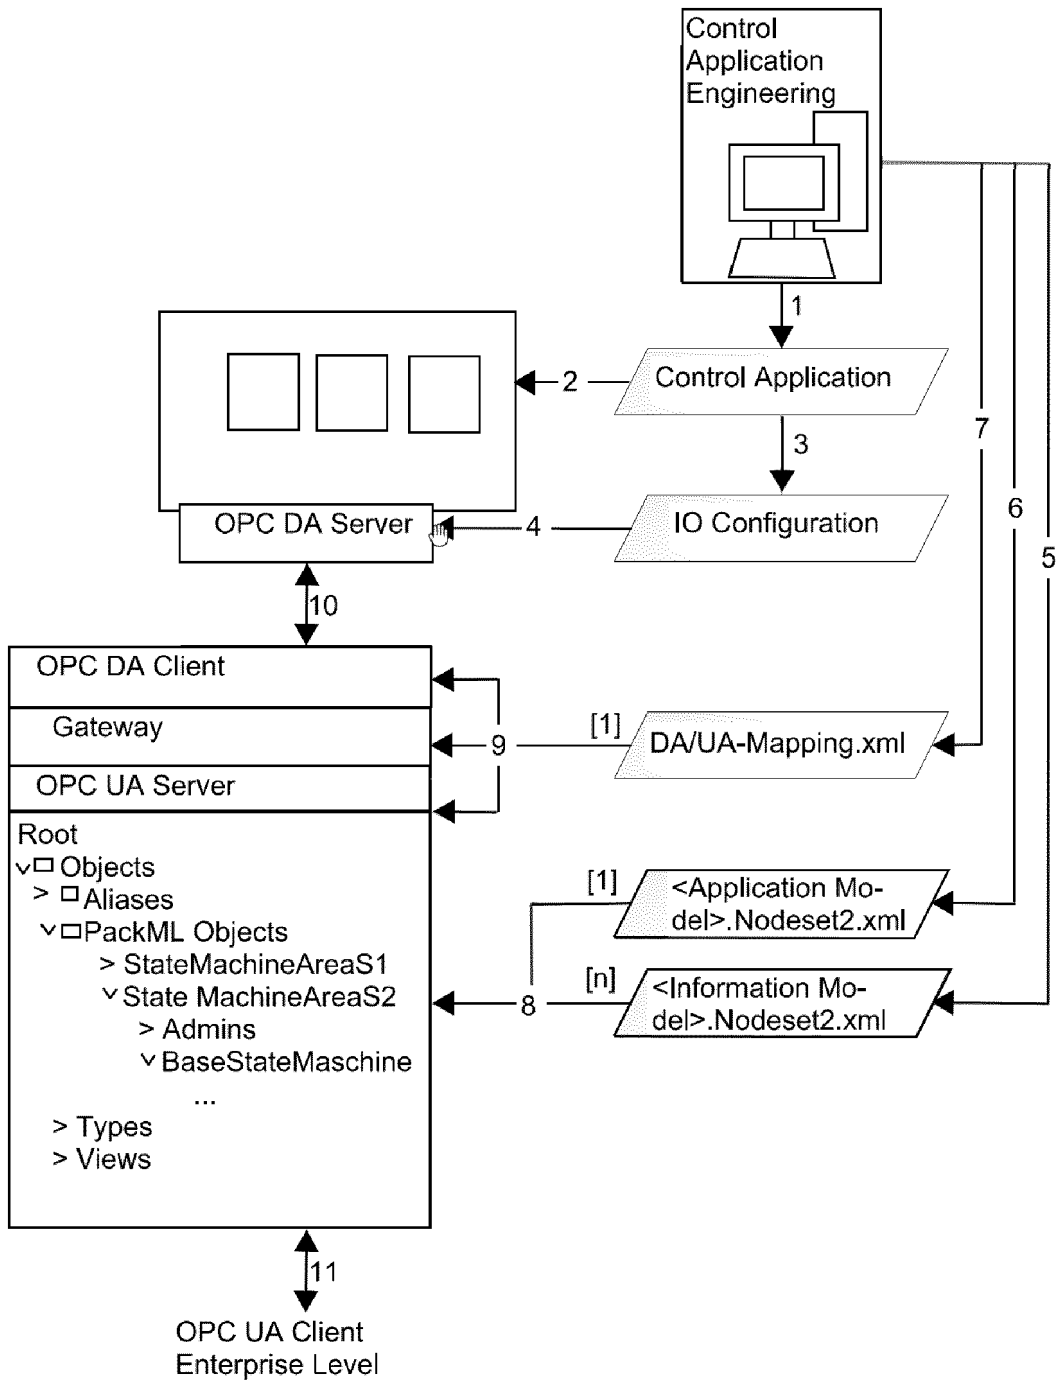 Control
Application
Engineering
1
Control Application
2
3
7
IO Configuration
OPC DA Server
4
6
5
10
OPC DA Client
Gateway
[1]
DA/UA-Mapping.xml
9
OPC UA Server
Root
v Objects
> Aliases
v PackML Objects
> StateMachineAreaS1
v State MachineAreaS2
> Admins
v BaseStateMaschine
...
> Types
> Views
[1]
<Application Mo-
del>.Nodeset2.xml
[n]
<Information Mo-
del>.Nodeset2.xml
8
11
OPC UA Client
Enterprise Level